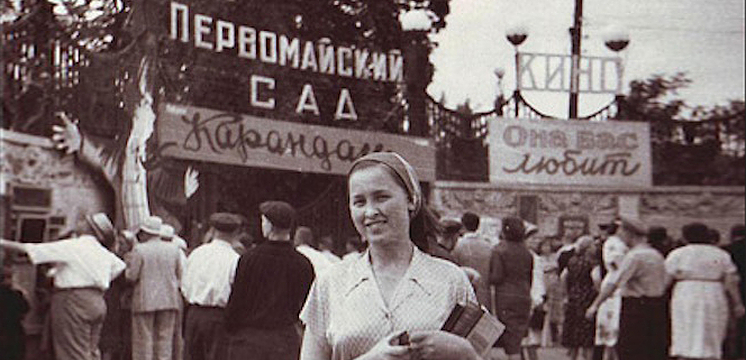 Первомайский
сад
Карандаш
КИНО
Она вас
любит